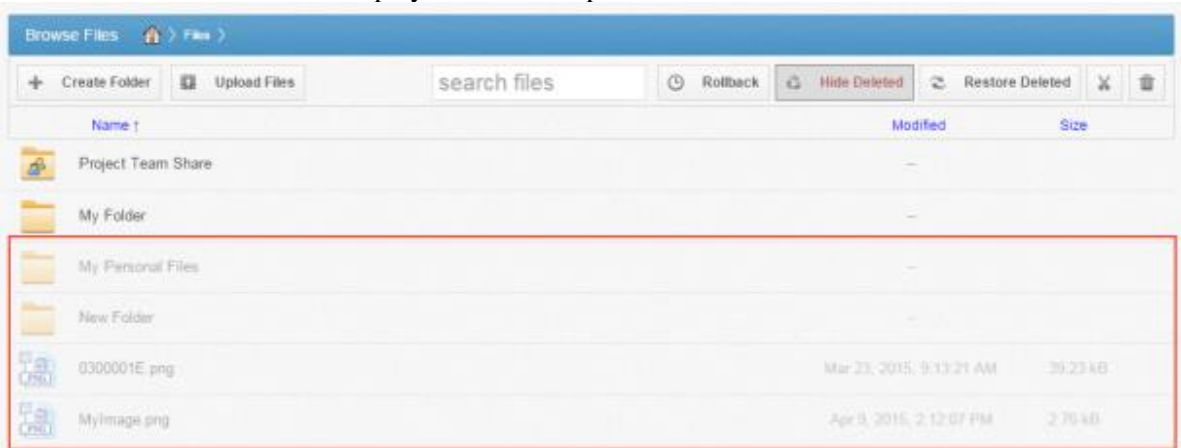 Browse Files Files
Create Folder Upload Files search files Rollback Hide Deleted Restore Deleted
Name ↑ Modified Size
Project Team Share –
My Folder –
My Personal Files –
New Folder –
0300001E.png Mar 23, 2015, 9:13:21 AM 39.23 kB
MyImage.png Apr 9, 2015, 2:12:07 PM 2.76 kB